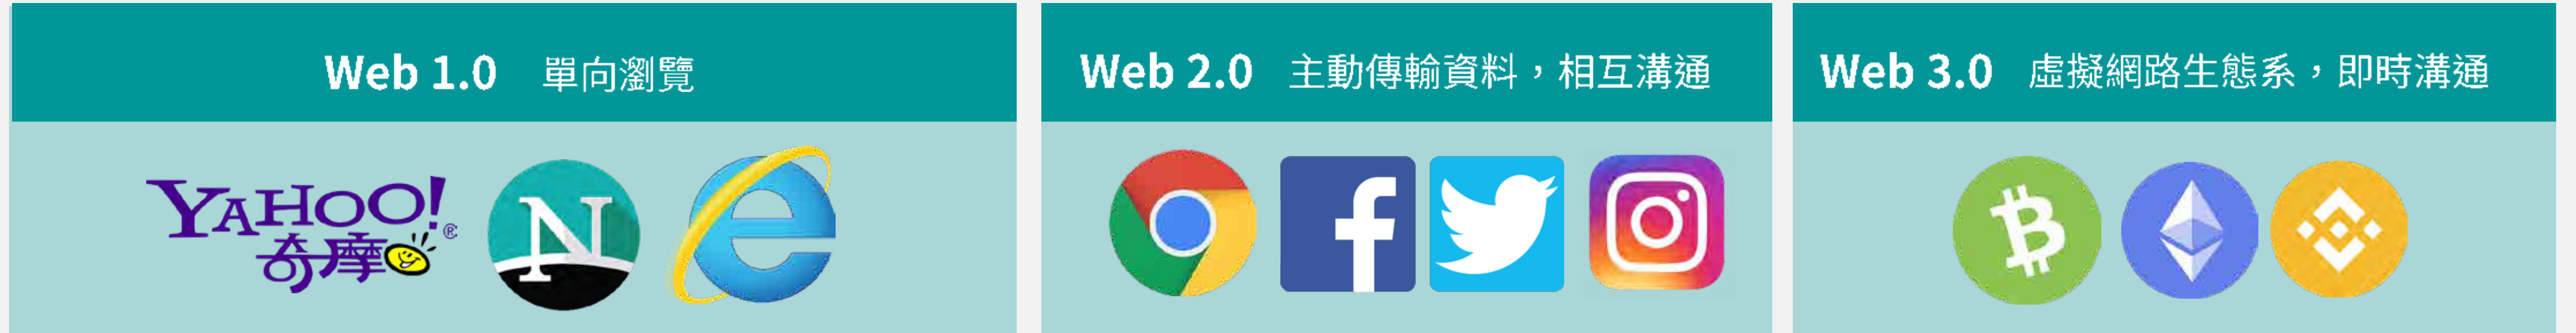 Web 1.0 單向瀏覽
Web 2.0 主動傳輸資料，相互溝通
Web 3.0 虛擬網路生態系，即時溝通
YAHOO!®
奇摩
N
e
f